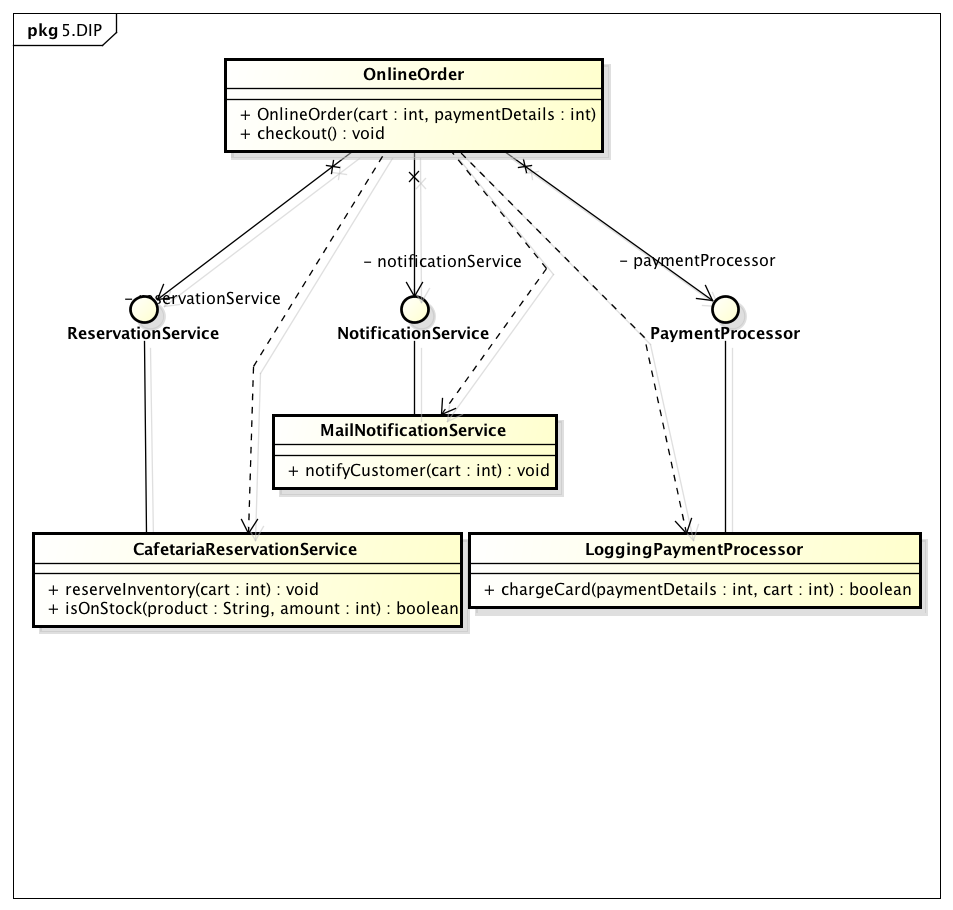 pkg 5.DIP
OnlineOrder
+ OnlineOrder(cart : int, paymentDetails : int)
+ checkout() : void
- notificationService
- paymentProcessor
- reservationService
ReservationService
NotificationService
PaymentProcessor
MailNotificationService
+ notifyCustomer(cart : int) : void
CafetariaReservationService
+ reserveInventory(cart : int) : void
+ isOnStock(product : String, amount : int) : boolean
LoggingPaymentProcessor
+ chargeCard(paymentDetails : int, cart : int) : boolean